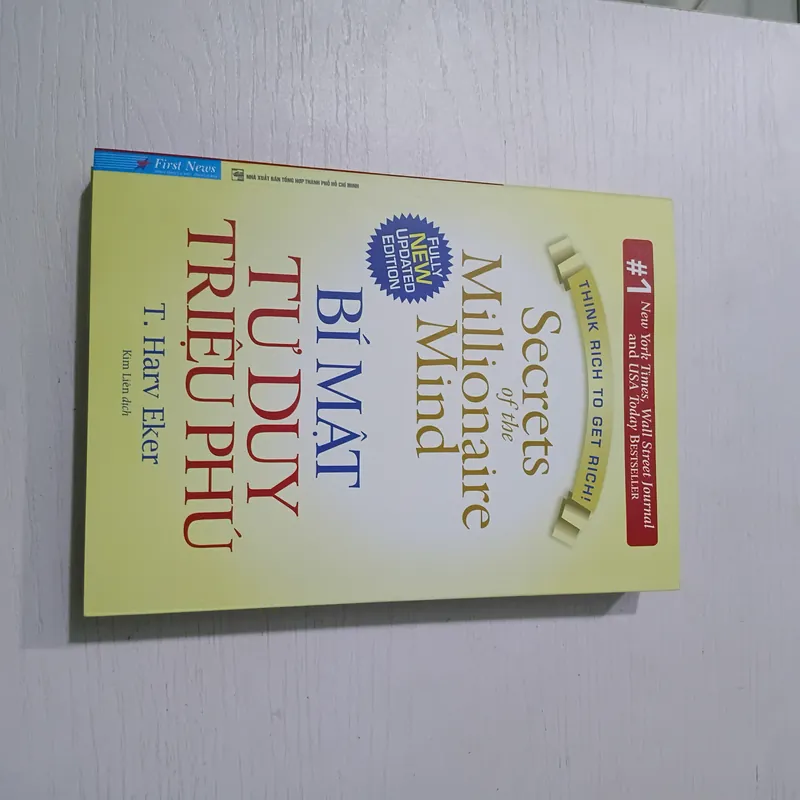 #1 New York Times, Wall Street Journal
and USA Today BESTSELLER
THINK RICH TO GET RICH!
Secrets
of the
Millionaire
Mind
FULLY
NEW
UPDATED
EDITION
BÍ MẬT
TƯ DUY
TRIỆU PHÚ
T. Harv Eker
Kim Liên dịch
First News
NHÀ XUẤT BẢN TỔNG HỢP THÀNH PHỐ HỒ CHÍ MINH